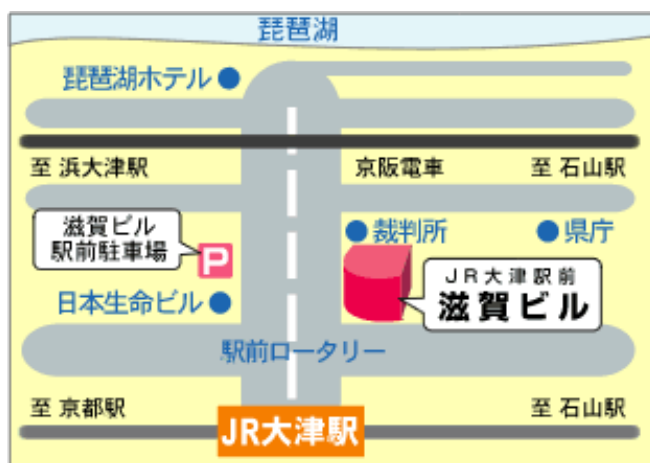 琵琶湖
琵琶湖ホテル
至 浜大津駅
京阪電車
至 石山駅
滋賀ビル
駅前駐車場
P
裁判所
県庁
JR大津駅前
滋賀ビル
日本生命ビル
駅前ロータリー
至 京都駅
JR大津駅
至 石山駅